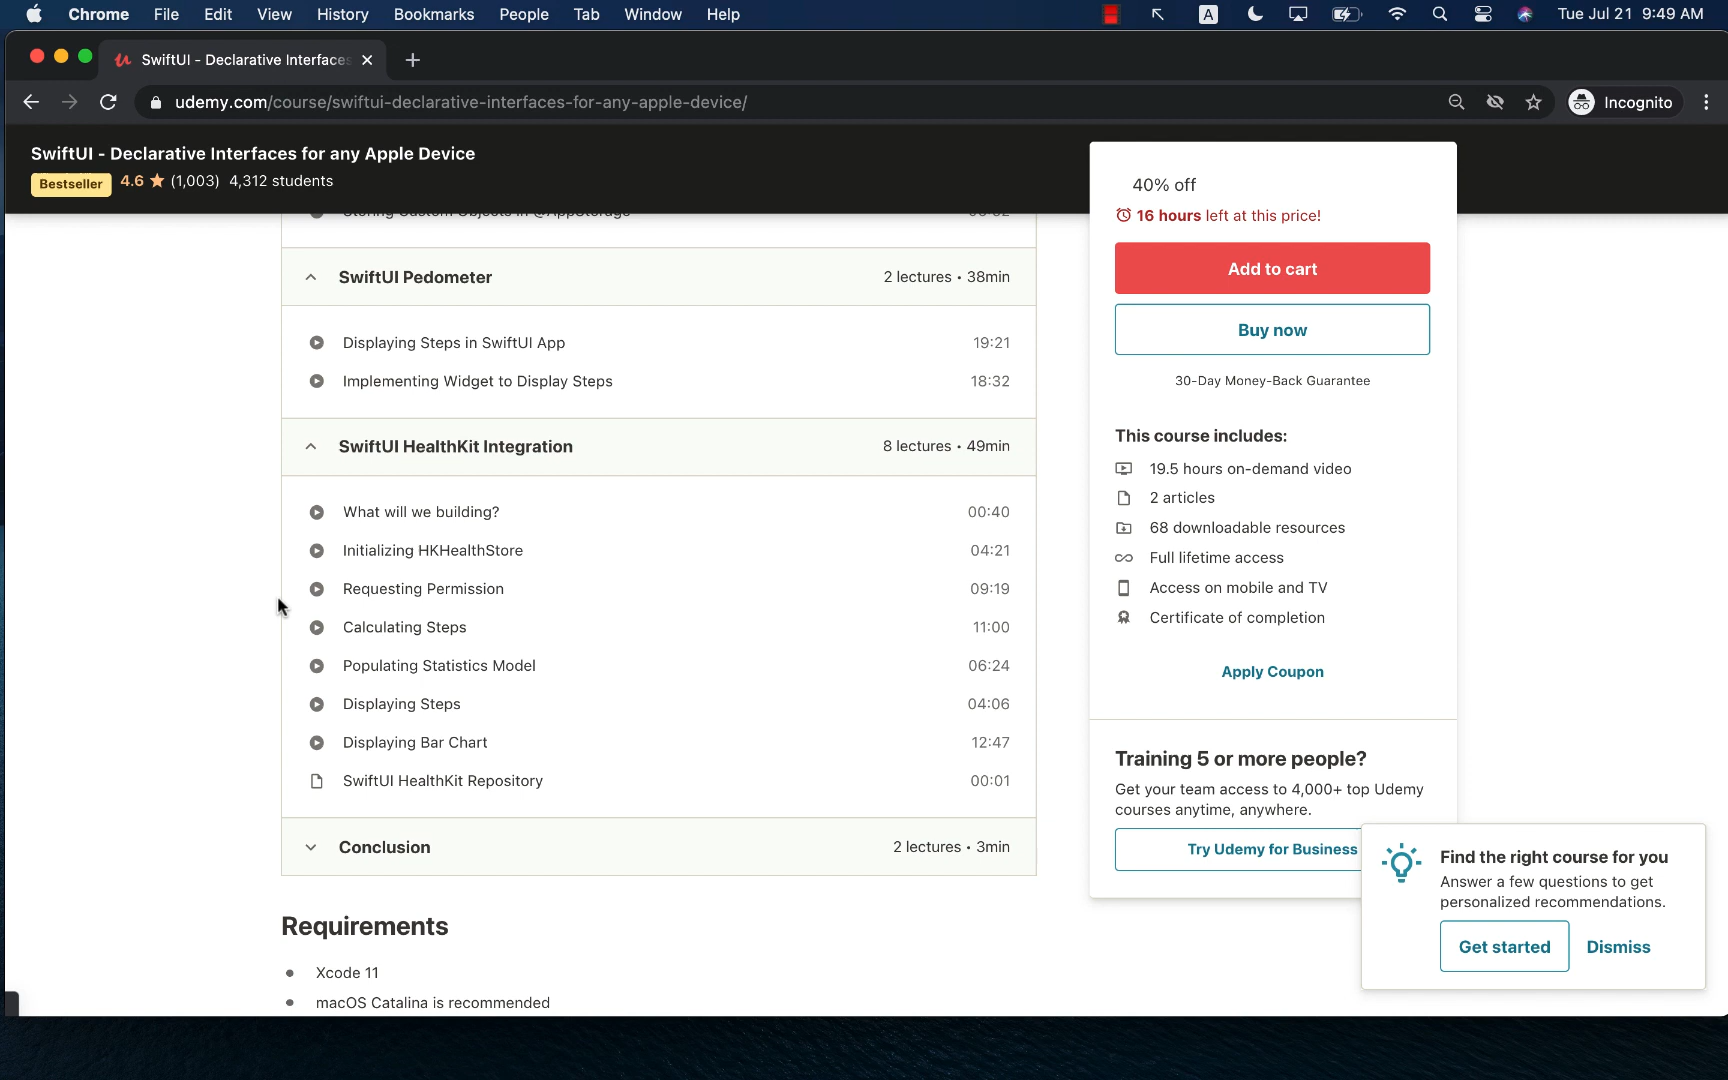 Chrome File Edit View History Bookmarks People Tab Window Help A Tue Jul 21 9:49 AM
SwiftUI - Declarative Interfaces
udemy.com/course/swiftui-declarative-interfaces-for-any-apple-device/ Incognito
SwiftUI - Declarative Interfaces for any Apple Device
Bestseller 4.6 (1,003) 4,312 students
40% off
16 hours left at this price!
Add to cart
Buy now
30-Day Money-Back Guarantee
This course includes:
19.5 hours on-demand video
2 articles
68 downloadable resources
Full lifetime access
Access on mobile and TV
Certificate of completion
Apply Coupon
Training 5 or more people?
Get your team access to 4,000+ top Udemy
courses anytime, anywhere.
Try Udemy for Business
Storing Custom Objects in @AppStorage
SwiftUI Pedometer 2 lectures • 38min
Displaying Steps in SwiftUI App 19:21
Implementing Widget to Display Steps 18:32
SwiftUI HealthKit Integration 8 lectures • 49min
What will we building? 00:40
Initializing HKHealthStore 04:21
Requesting Permission 09:19
Calculating Steps 11:00
Populating Statistics Model 06:24
Displaying Steps 04:06
Displaying Bar Chart 12:47
SwiftUI HealthKit Repository 00:01
Conclusion 2 lectures • 3min
Requirements
• Xcode 11
• macOS Catalina is recommended
Find the right course for you
Answer a few questions to get
personalized recommendations.
Get started Dismiss